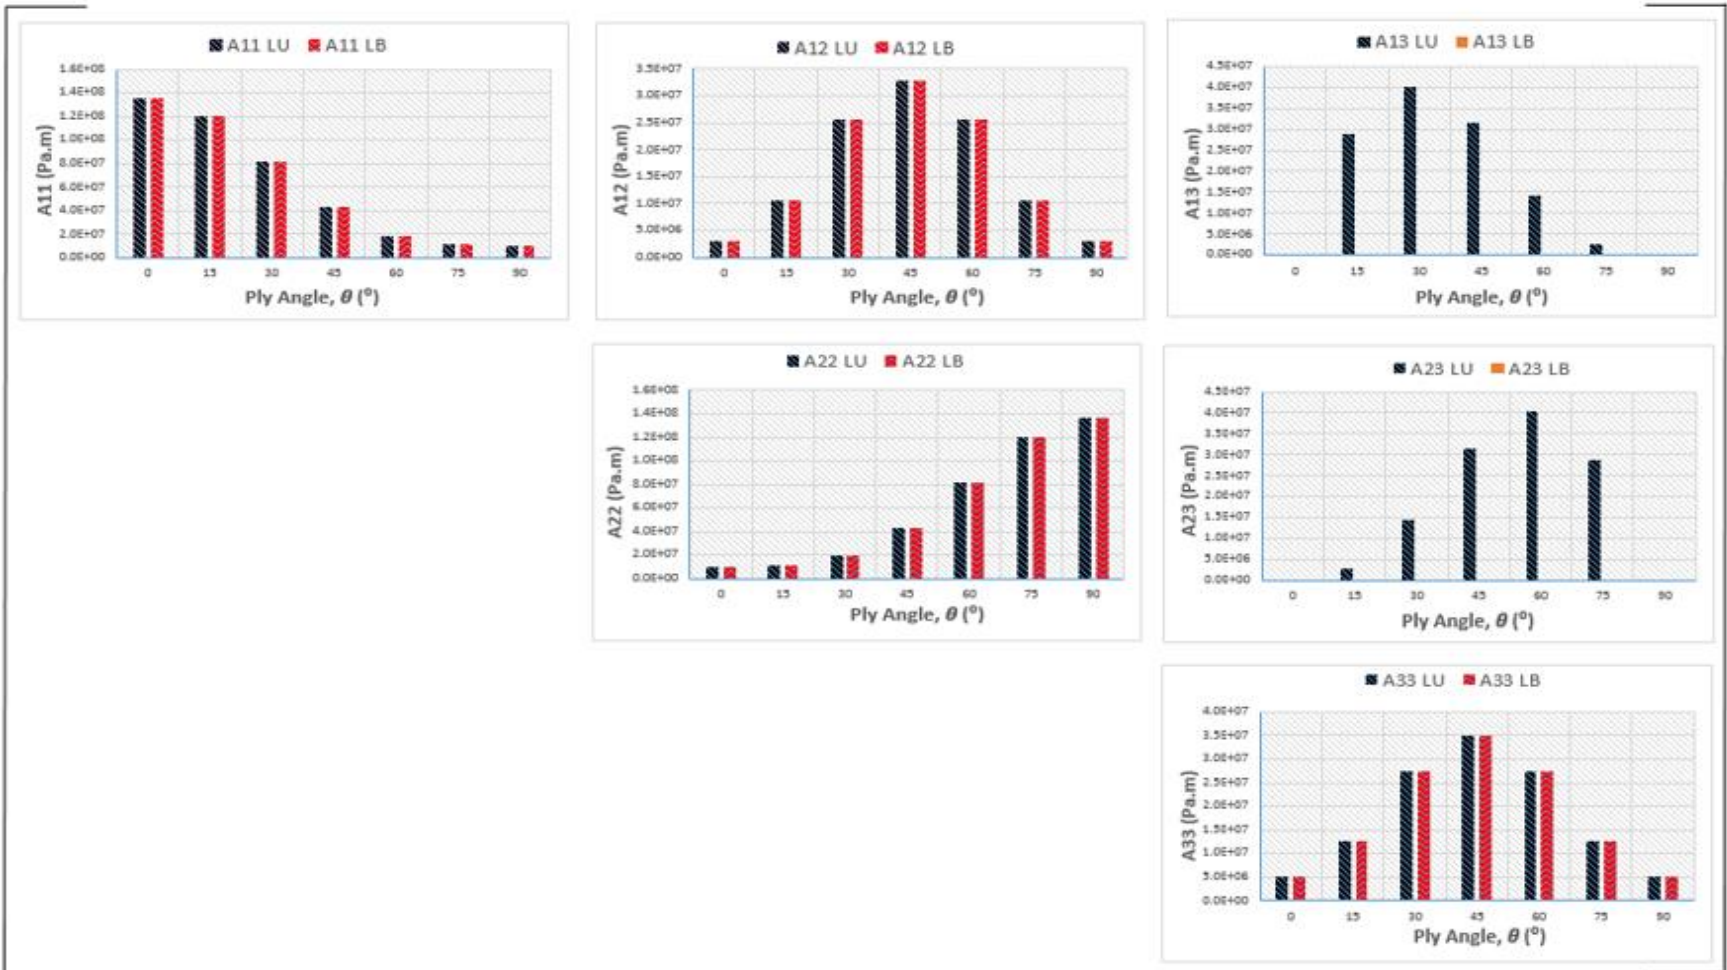 A11 LU A11 LB
A11 (Pa.m)
1.6E+08
1.4E+08
1.2E+08
1.0E+08
8.0E+07
6.0E+07
4.0E+07
2.0E+07
0.0E+00
0 15 30 45 60 75 90
Ply Angle, θ (°)
A12 LU A12 LB
A12 (Pa.m)
3.5E+07
3.0E+07
2.5E+07
2.0E+07
1.5E+07
1.0E+07
5.0E+06
0.0E+00
0 15 30 45 60 75 90
Ply Angle, θ (°)
A13 LU A13 LB
A13 (Pa.m)
4.5E+07
4.0E+07
3.5E+07
3.0E+07
2.5E+07
2.0E+07
1.5E+07
1.0E+07
5.0E+06
0.0E+00
0 15 30 45 60 75 90
Ply Angle, θ (°)
A22 LU A22 LB
A22 (Pa.m)
1.6E+08
1.4E+08
1.2E+08
1.0E+08
8.0E+07
6.0E+07
4.0E+07
2.0E+07
0.0E+00
0 15 30 45 60 75 90
Ply Angle, θ (°)
A23 LU A23 LB
A23 (Pa.m)
4.5E+07
4.0E+07
3.5E+07
3.0E+07
2.5E+07
2.0E+07
1.5E+07
1.0E+07
5.0E+06
0.0E+00
0 15 30 45 60 75 90
Ply Angle, θ (°)
A33 LU A33 LB
A33 (Pa.m)
4.0E+07
3.5E+07
3.0E+07
2.5E+07
2.0E+07
1.5E+07
1.0E+07
5.0E+06
0.0E+00
0 15 30 45 60 75 90
Ply Angle, θ (°)